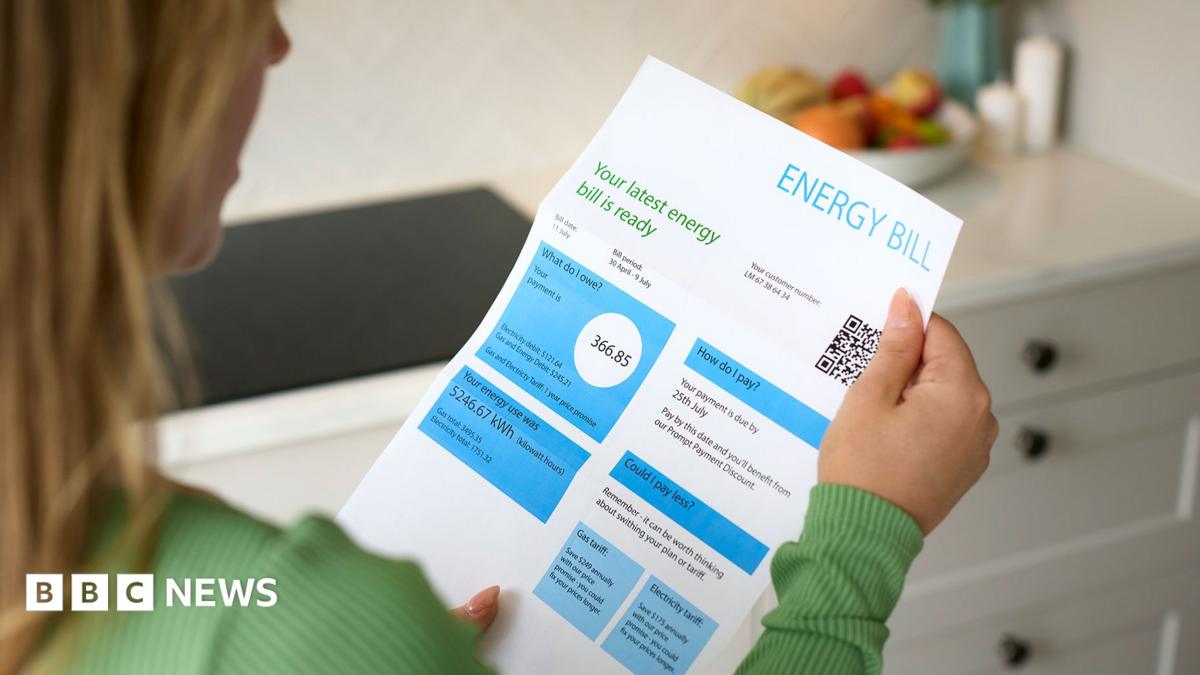 ENERGY BILL
Your latest energy
bill is ready
Bill date:
11 July
Bill period:
30 April - 9 July
Your customer number:
LM 67 38 64 34
What do I owe?
Your
payment is
366.85
Electricity debit: $121.64
Gas and Energy Debit: $245.21
Gas and Electricity Tariff: 1 year price promise
Your energy use was
5246.67 kWh (kilowatt hours)
Gas total: 3495.35
Electricity total: 1751.32
How do I pay?
Your payment is due by
25th July
Pay by this date and you'll benefit from
our Prompt Payment Discount.
Could I pay less?
Remember - it can be worth thinking
about swithing your plan or tariff.
Gas tariff:
Save $249 annually
with our price
promise - you could
fix your prices longer.
Electricity tariff:
Save $175 annually
with our price
promise - you could
fix your prices longer.
BBC NEWS